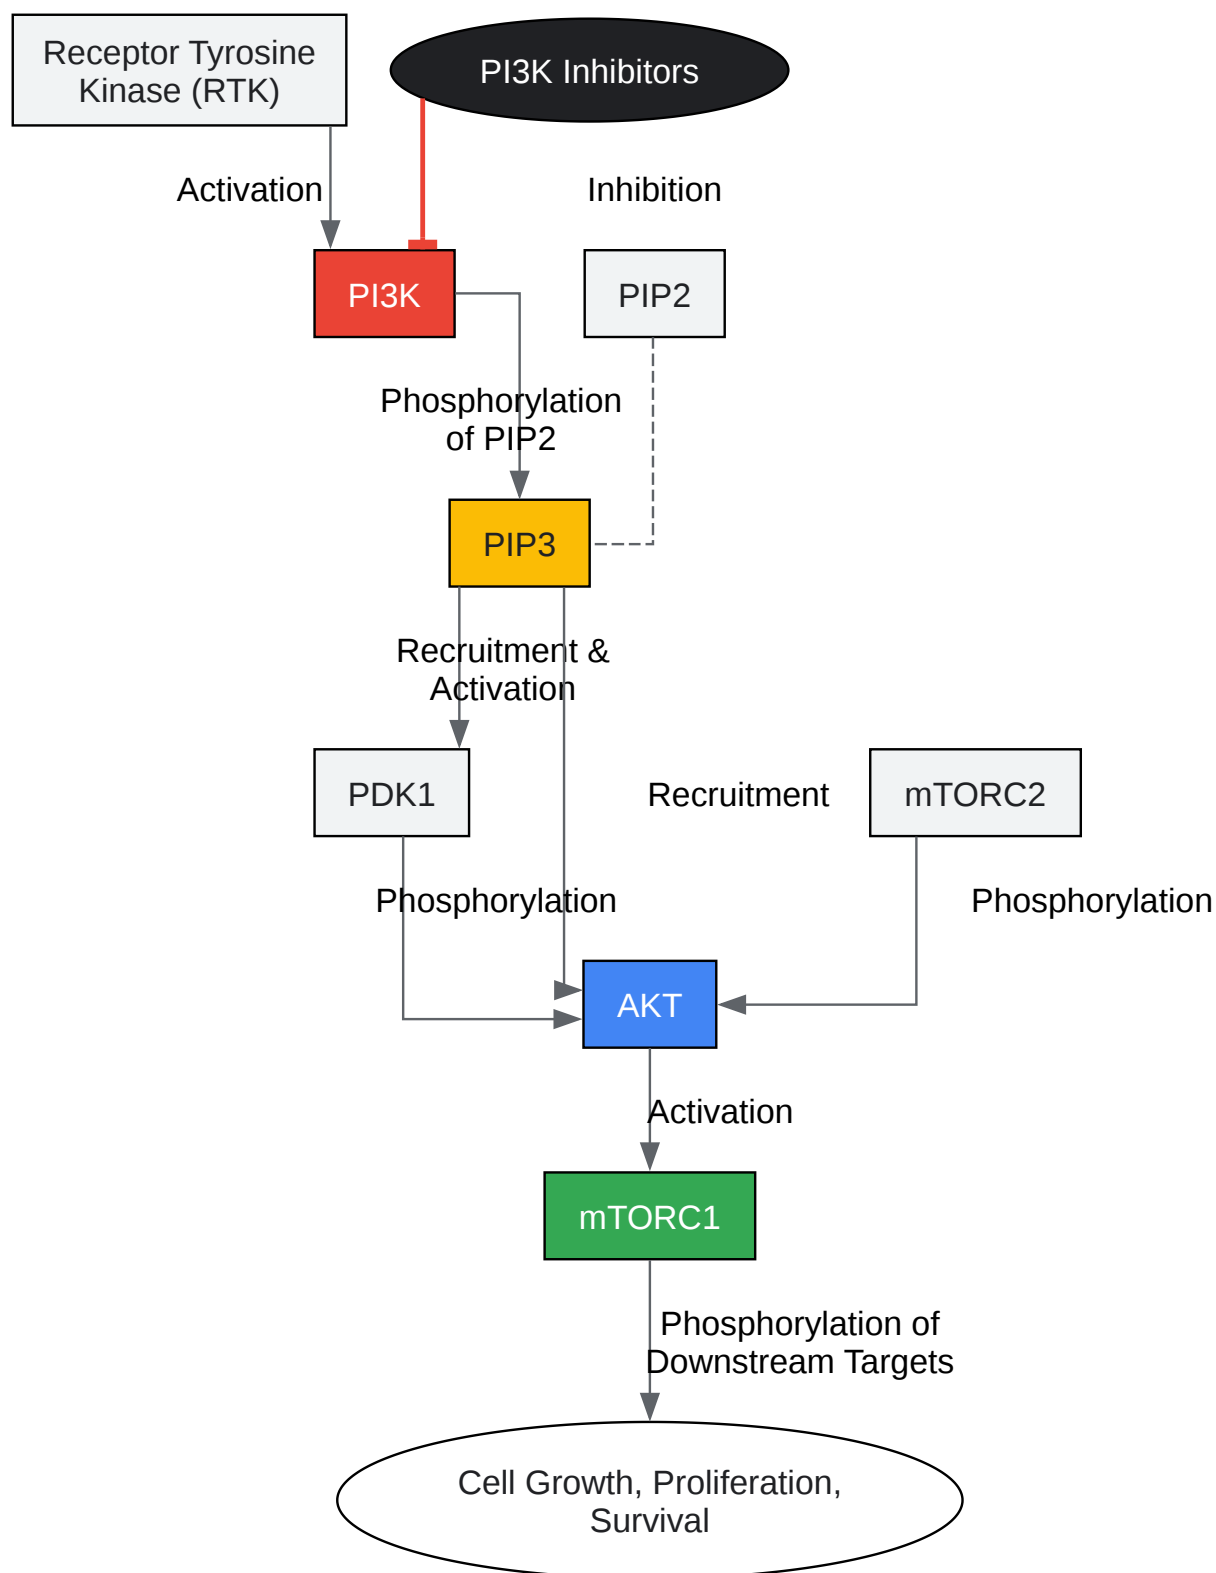 Receptor Tyrosine
Kinase (RTK)
PI3K Inhibitors
Activation
Inhibition
PI3K
PIP2
Phosphorylation
of PIP2
PIP3
Recruitment &
Activation
PDK1
Recruitment
mTORC2
Phosphorylation
Phosphorylation
AKT
Activation
mTORC1
Phosphorylation of
Downstream Targets
Cell Growth, Proliferation,
Survival